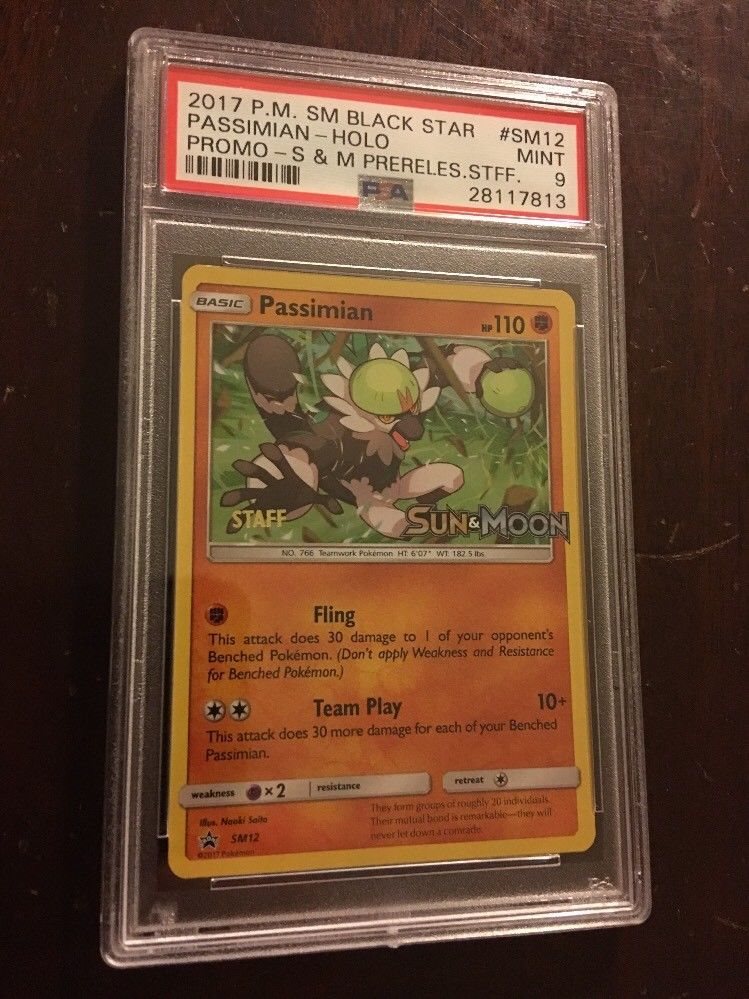 2017 P.M. SM BLACK STAR #SM12
PASSIMIAN-HOLO MINT
PROMO-S & M PRERELES.STFF. 9
PSA 28117813
BASIC Passimian HP 110
STAFF SUN & MOON
NO. 766 Teamwork Pokémon HT: 6'07" WT: 182.5 lbs.
Fling
This attack does 30 damage to 1 of your opponent's
Benched Pokémon. (Don't apply Weakness and Resistance
for Benched Pokémon.)
Team Play 10+
This attack does 30 more damage for each of your Benched
Passimian.
weakness ×2 resistance retreat
Illus. Naoki Saito
SM12
©2017 Pokémon
They form groups of roughly 20 individuals.
Their mutual bond is remarkable—they will
never let down a comrade.